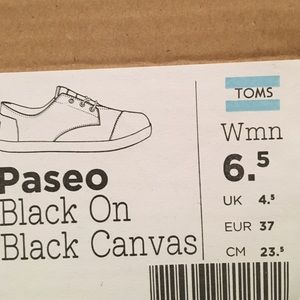 TOMS
Wmn
6.5
Paseo
Black On
Black Canvas
UK 4.5
EUR 37
CM 23.5